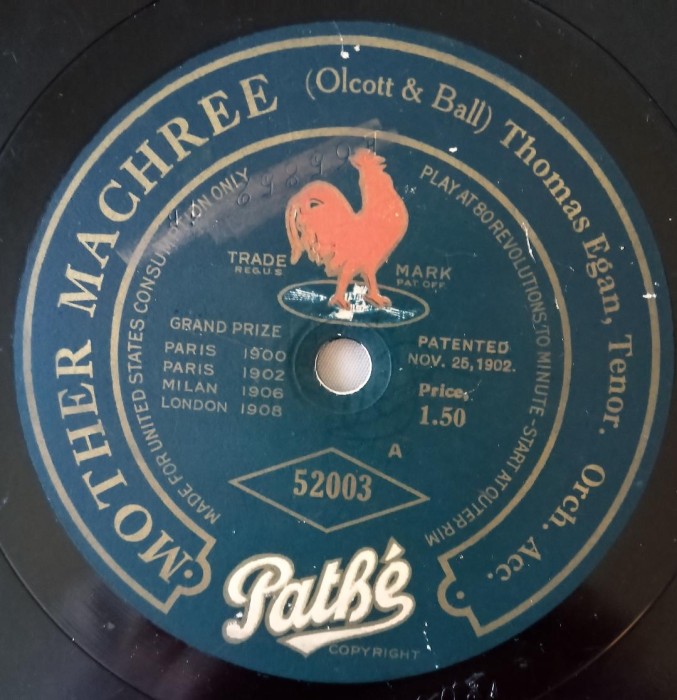 MOTHER MACHREE (Olcott & Ball) Thomas Egan, Tenor. Orch. Acc.
MADE FOR UNITED STATES CONSUMPTION ONLY
PLAY AT 80 REVOLUTIONS TO MINUTE - START AT OUTER RIM
TRADE MARK
REG. U.S. PAT. OFF.
GRAND PRIZE
PARIS 1900
PARIS 1902
MILAN 1906
LONDON 1908
PATENTED
NOV. 25, 1902.
Price,
1.50
A
52003
Pathé
COPYRIGHT